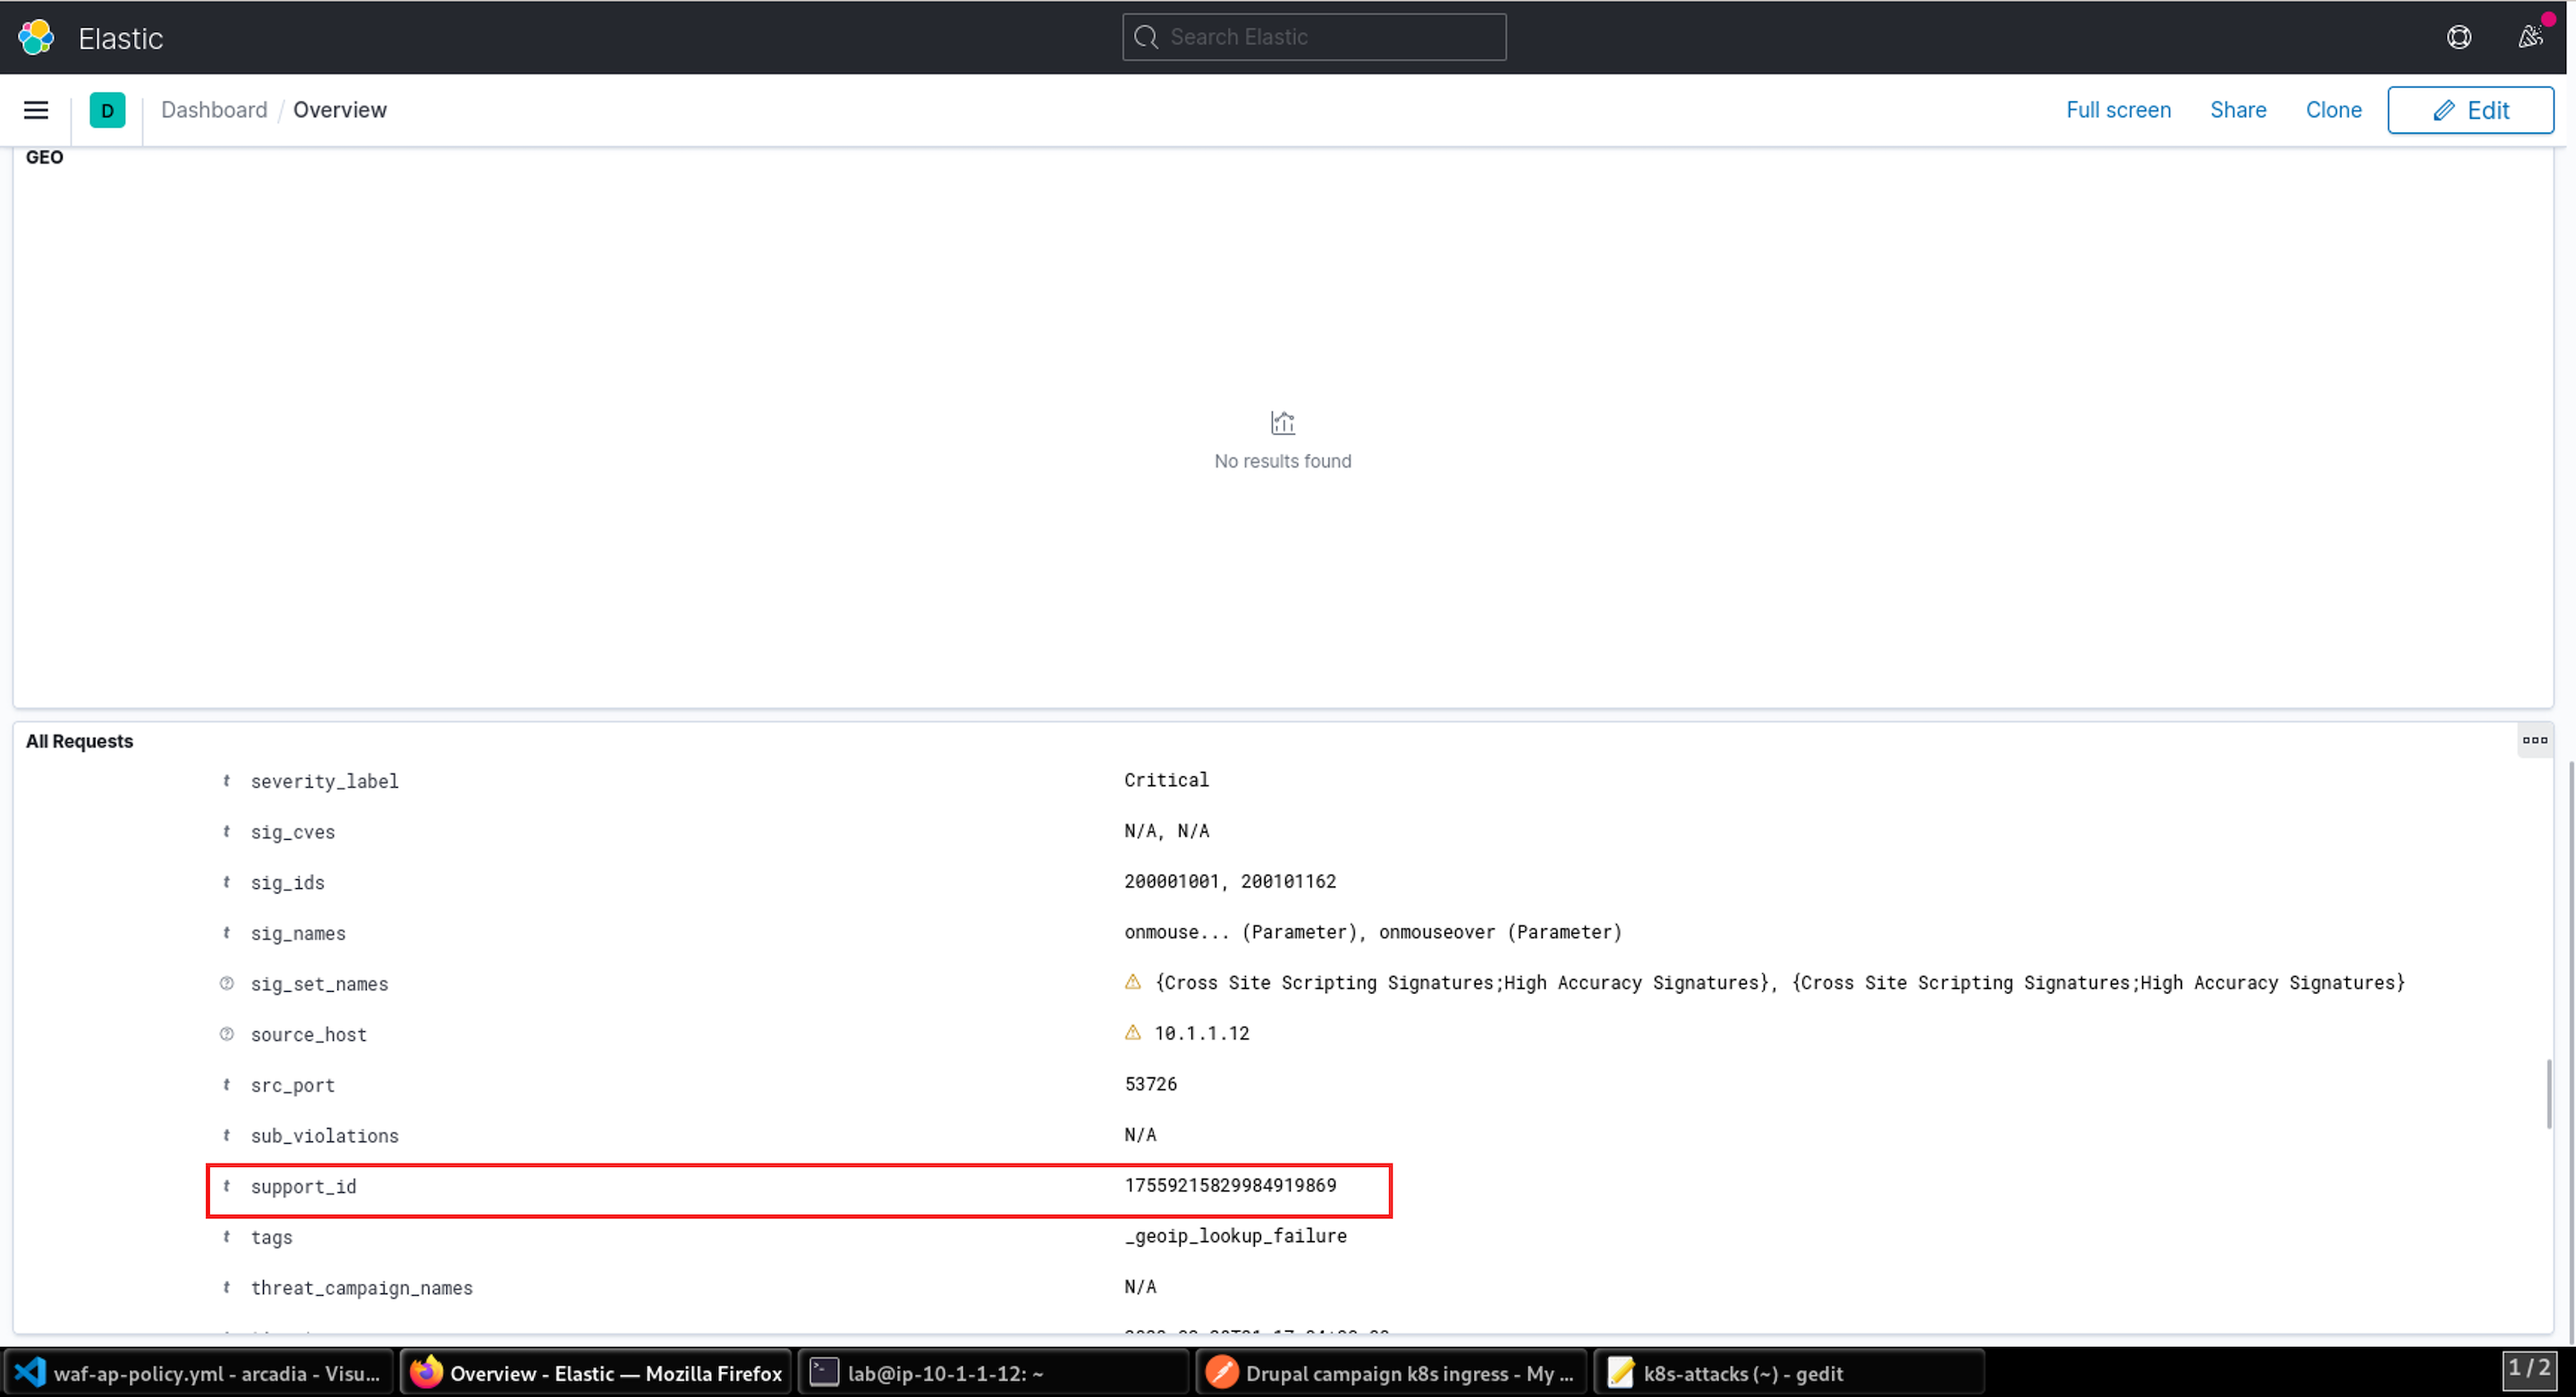 Elastic
Search Elastic
D
Dashboard / Overview
Full screen Share Clone Edit
GEO
No results found
All Requests
t severity_label Critical
t sig_cves N/A, N/A
t sig_ids 200001001, 200101162
t sig_names onmouse... (Parameter), onmouseover (Parameter)
sig_set_names {Cross Site Scripting Signatures;High Accuracy Signatures}, {Cross Site Scripting Signatures;High Accuracy Signatures}
source_host 10.1.1.12
t src_port 53726
t sub_violations N/A
t support_id 17559215829984919869
t tags _geoip_lookup_failure
t threat_campaign_names N/A
waf-ap-policy.yml - arcadia - Visu... Overview - Elastic — Mozilla Firefox lab@ip-10-1-1-12: ~ Drupal campaign k8s ingress - My ... k8s-attacks (~) - gedit 1 / 2